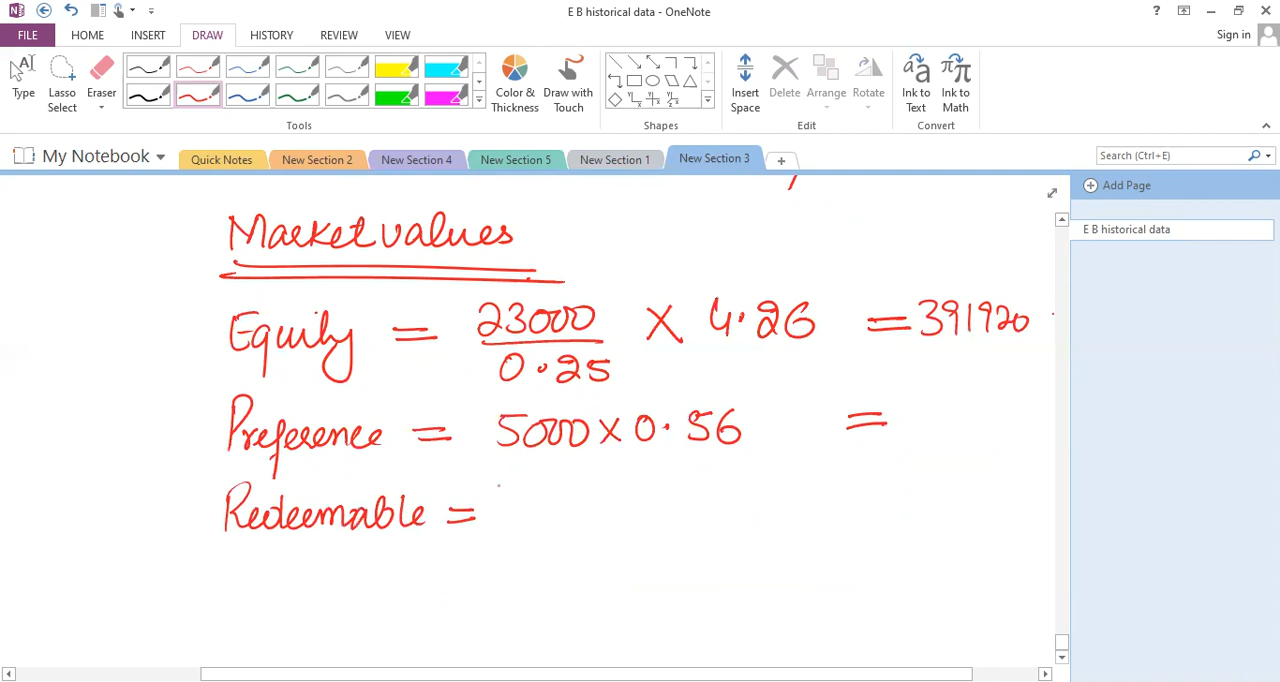 E B historical data - OneNote
?
FILE HOME INSERT DRAW HISTORY REVIEW VIEW Sign in
Type Lasso Select Eraser Color & Thickness Draw with Touch Insert Space Delete Arrange Rotate Ink to Text Ink to Math
Tools Shapes Edit Convert
My Notebook Quick Notes New Section 2 New Section 4 New Section 5 New Section 1 New Section 3 Search (Ctrl+E)
Add Page
E B historical data
Market values
Equity = 23000 / 0.25 × 4.26 = 391920
Preference = 5000 × 0.56 =
Redeemable =